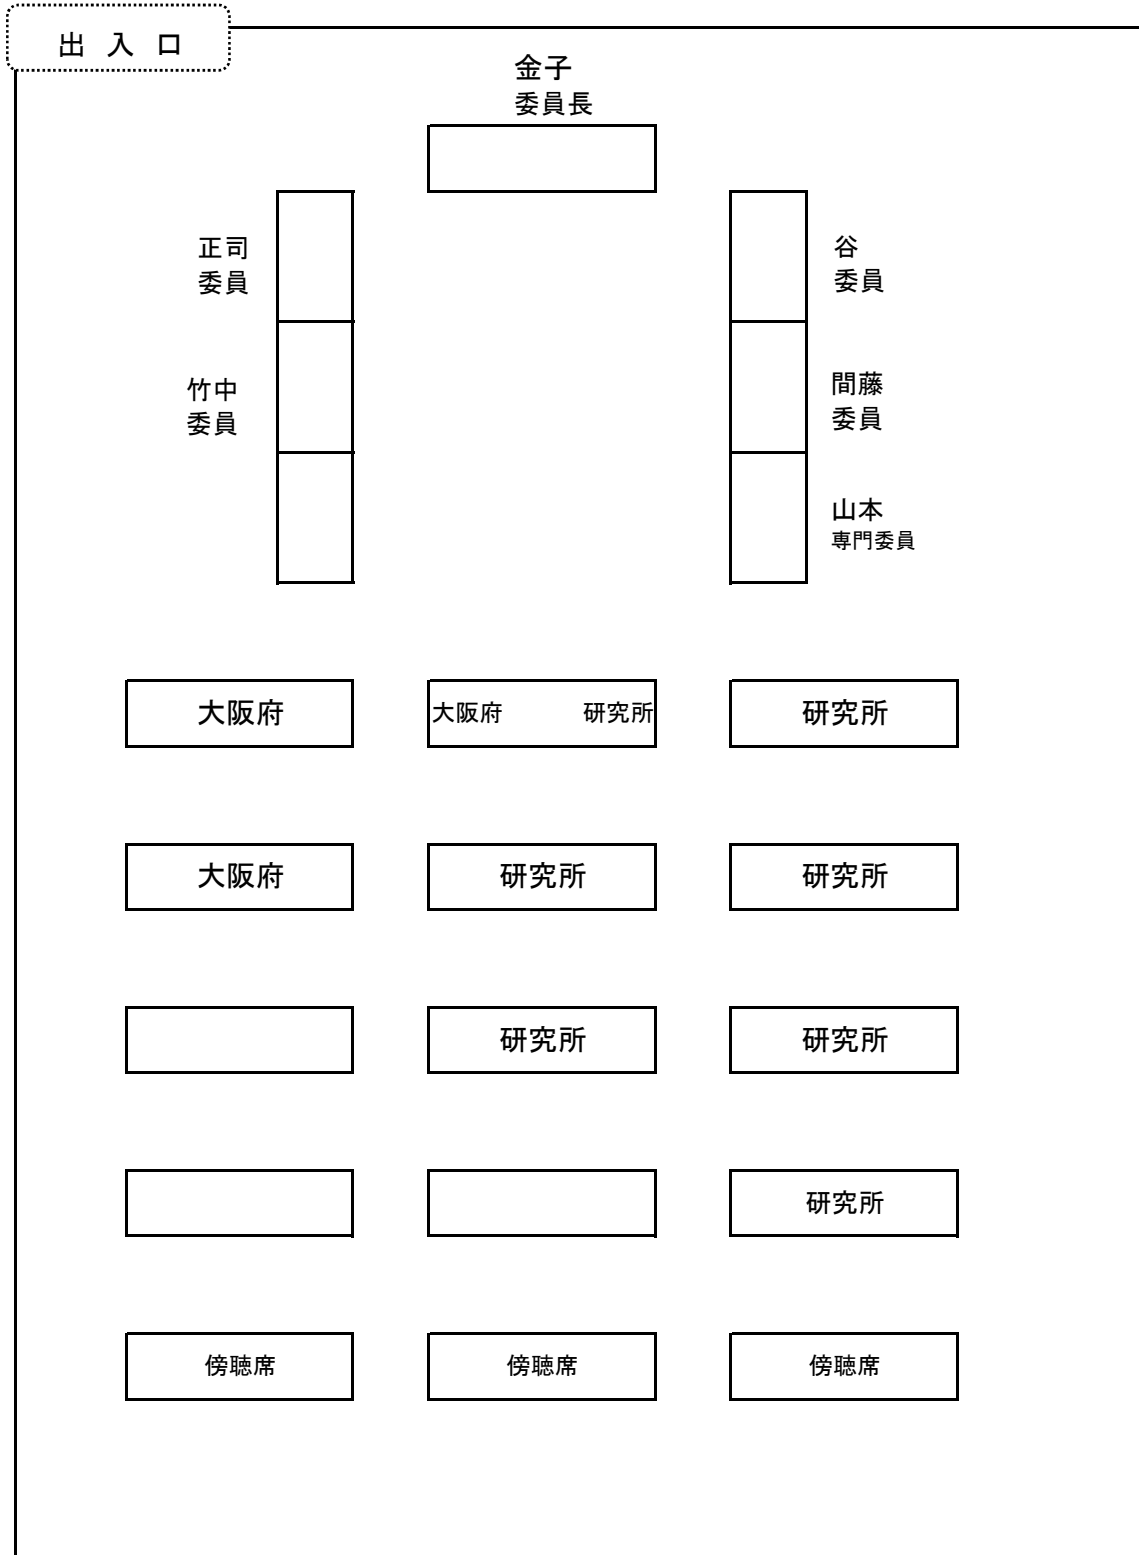 出 入 口
金子
委員長
正司
委員
谷
委員
竹中
委員
間藤
委員
山本
専門委員
大阪府
大阪府 研究所
研究所
大阪府
研究所
研究所
研究所
研究所
研究所
傍聴席
傍聴席
傍聴席